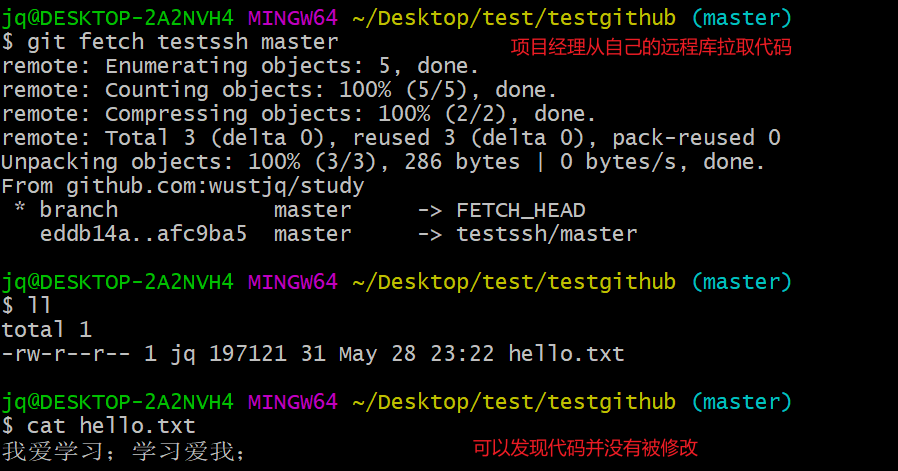 jq@DESKTOP-2A2NVH4 MINGW64 ~/Desktop/test/testgithub (master)
$ git fetch testssh master
项目经理从自己的远程库拉取代码
remote: Enumerating objects: 5, done.
remote: Counting objects: 100% (5/5), done.
remote: Compressing objects: 100% (2/2), done.
remote: Total 3 (delta 0), reused 3 (delta 0), pack-reused 0
Unpacking objects: 100% (3/3), 286 bytes | 0 bytes/s, done.
From github.com:wustjq/study
 * branch            master     -> FETCH_HEAD
   eddb14a..afc9ba5  master     -> testssh/master
jq@DESKTOP-2A2NVH4 MINGW64 ~/Desktop/test/testgithub (master)
$ ll
total 1
-rw-r--r-- 1 jq 197121 31 May 28 23:22 hello.txt
jq@DESKTOP-2A2NVH4 MINGW64 ~/Desktop/test/testgithub (master)
$ cat hello.txt
我爱学习；学习爱我；
可以发现代码并没有被修改